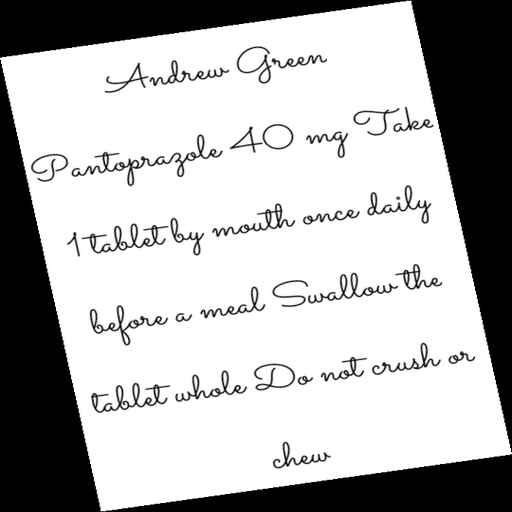 Andrew Green
Pantoprazole 40 mg Take
1 tablet by mouth once daily
before a meal Swallow the
tablet whole Do not crush or
chew